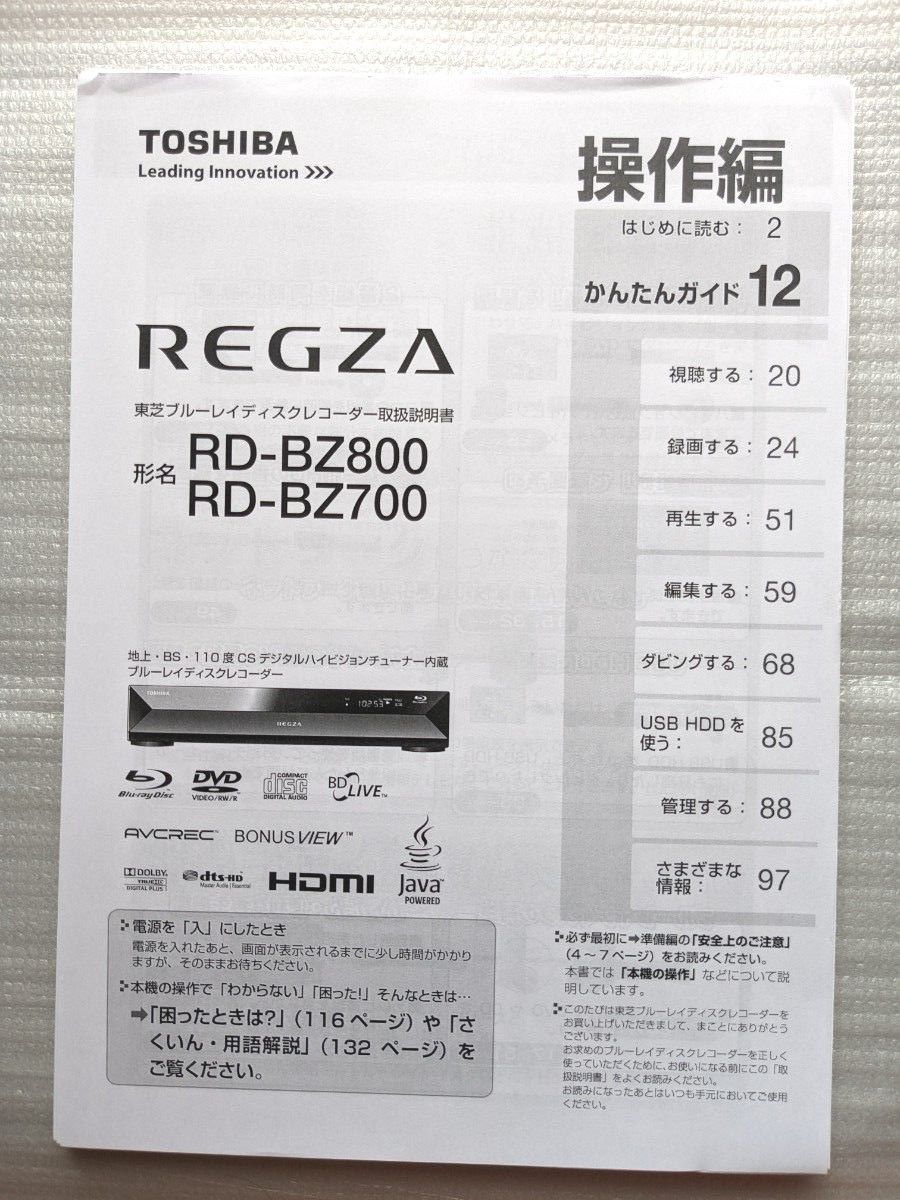 TOSHIBA
Leading Innovation >>>
操作編
はじめに読む： 2
かんたんガイド 12
視聴する： 20
録画する： 24
再生する： 51
編集する： 59
ダビングする： 68
USB HDD を
使う： 85
管理する： 88
さまざまな
情報： 97
REGZA
東芝ブルーレイディスクレコーダー取扱説明書
形名 RD-BZ800
RD-BZ700
地上・BS・110度CSデジタルハイビジョンチューナー内蔵
ブルーレイディスクレコーダー
TOSHIBA
REGZA
Blu-ray Disc
DVD
VIDEO/RW/R
COMPACT
disc
DIGITAL AUDIO
BD LIVE™
AVCREC™ BONUSVIEW™
DOLBY
TRUEHD
DIGITAL PLUS
dts-HD
Master Audio | Essential
HDMI
Java™
POWERED
電源を「入」にしたとき
電源を入れたあと、画面が表示されるまでに少し時間がかかり
ますが、そのままお待ちください。
本機の操作で「わからない」「困った!」そんなときは…
➡「困ったときは？」（116ページ）や「さ
くいん・用語解説」（132 ページ）を
ご覧ください。
必ず最初に➡準備編の「安全上のご注意」
（4～7ページ）をお読みください。
本書では「本機の操作」などについて説
明しています。
このたびは東芝ブルーレイディスクレコーダーを
お買い上げいただきまして、まことにありがとう
ございます。
お求めのブルーレイディスクレコーダーを正しく
使っていただくために、お使いになる前にこの「取
扱説明書」をよくお読みください。
お読みになったあとはいつも手元においてご使用
ください。